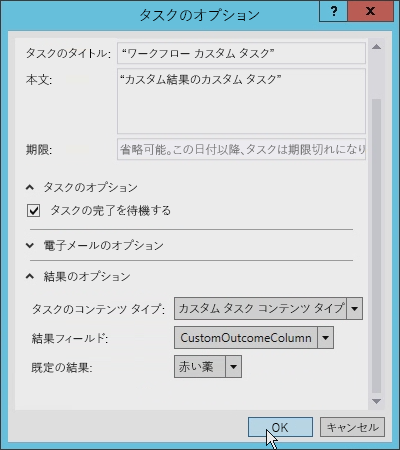 タスクのオプション
? x
タスクのタイトル: “ワークフロー カスタム タスク”
本文: “カスタム結果のカスタム タスク”
期限: 省略可能。この日付以降、タスクは期限切れになり
タスクのオプション
タスクの完了を待機する
電子メールのオプション
結果のオプション
タスクのコンテンツ タイプ: カスタム タスク コンテンツ タイプ
結果フィールド: CustomOutcomeColumn
既定の結果: 赤い薬
OK キャンセル